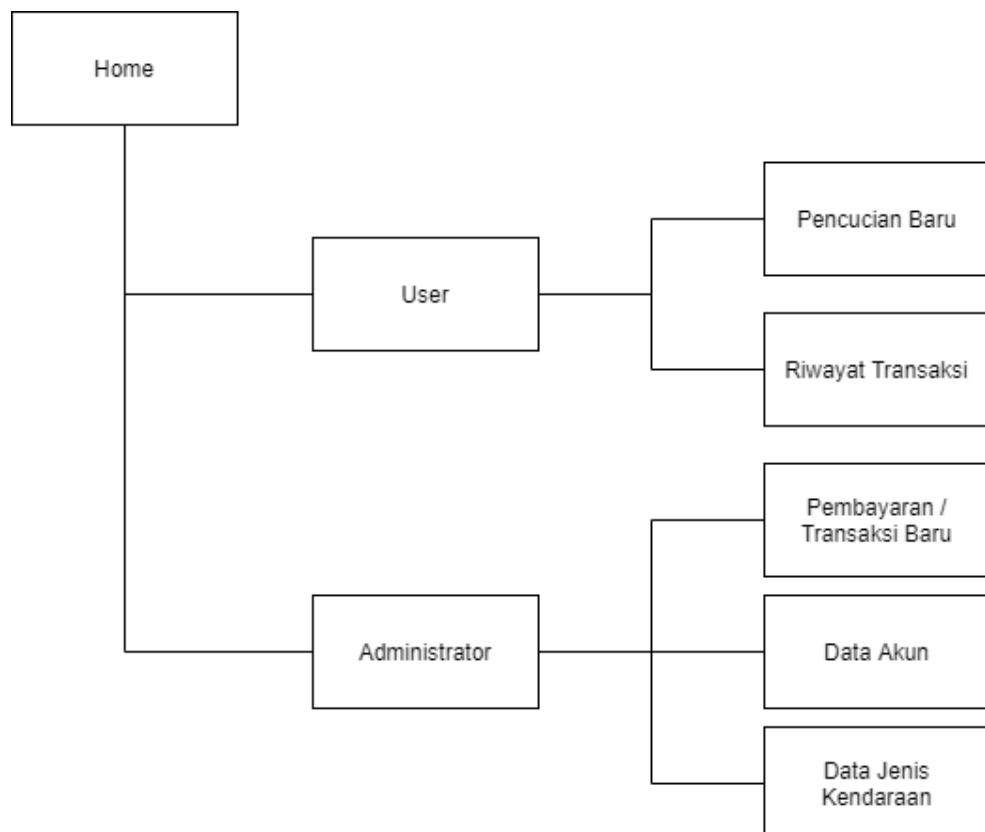 Home
User
Pencucian Baru
Riwayat Transaksi
Administrator
Pembayaran /
Transaksi Baru
Data Akun
Data Jenis
Kendaraan